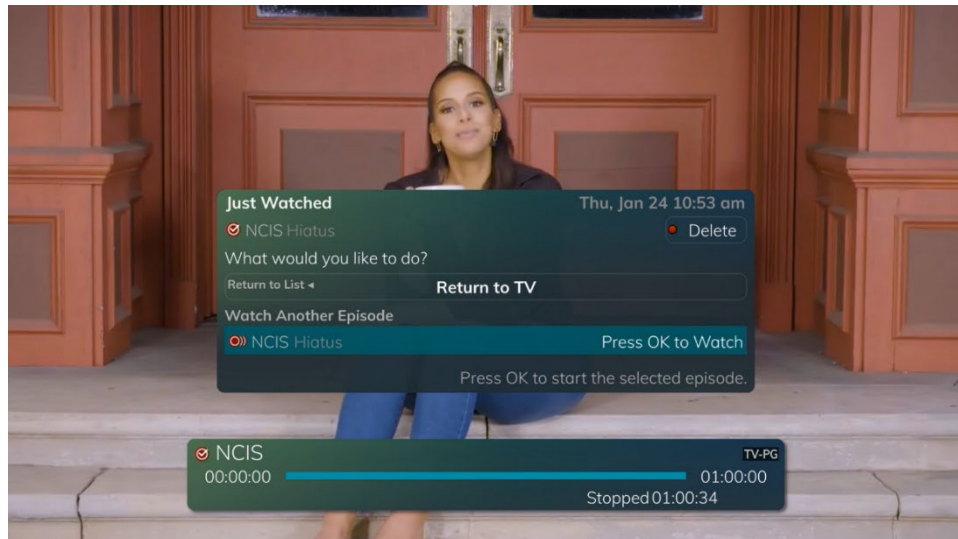 Just Watched Thu, Jan 24 10:53 am
NCIS Hiatus Delete
What would you like to do?
Return to List ◂ Return to TV
Watch Another Episode
NCIS Hiatus Press OK to Watch
Press OK to start the selected episode.
NCIS TV-PG
00:00:00 01:00:00
Stopped 01:00:34